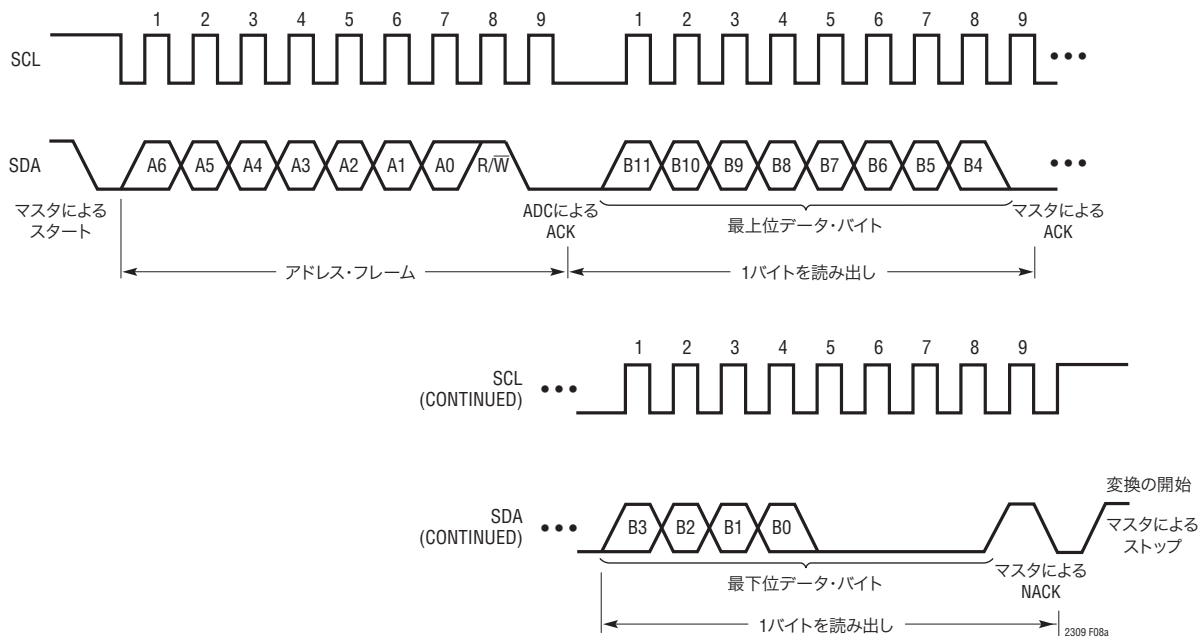 1 2 3 4 5 6 7 8 9 1 2 3 4 5 6 7 8 9
SCL •••
SDA A6 A5 A4 A3 A2 A1 A0 R/W̅ B11 B10 B9 B8 B7 B6 B5 B4 •••
マスタによる
スタート
ADCによる
ACK
最上位データ・バイト
マスタによる
ACK
アドレス・フレーム
1バイトを読み出し
1 2 3 4 5 6 7 8 9
SCL
(CONTINUED) •••
SDA
(CONTINUED) •••
B3 B2 B1 B0
変換の開始
マスタによる
ストップ
最下位データ・バイト
マスタによる
NACK
1バイトを読み出し
2309 F08a